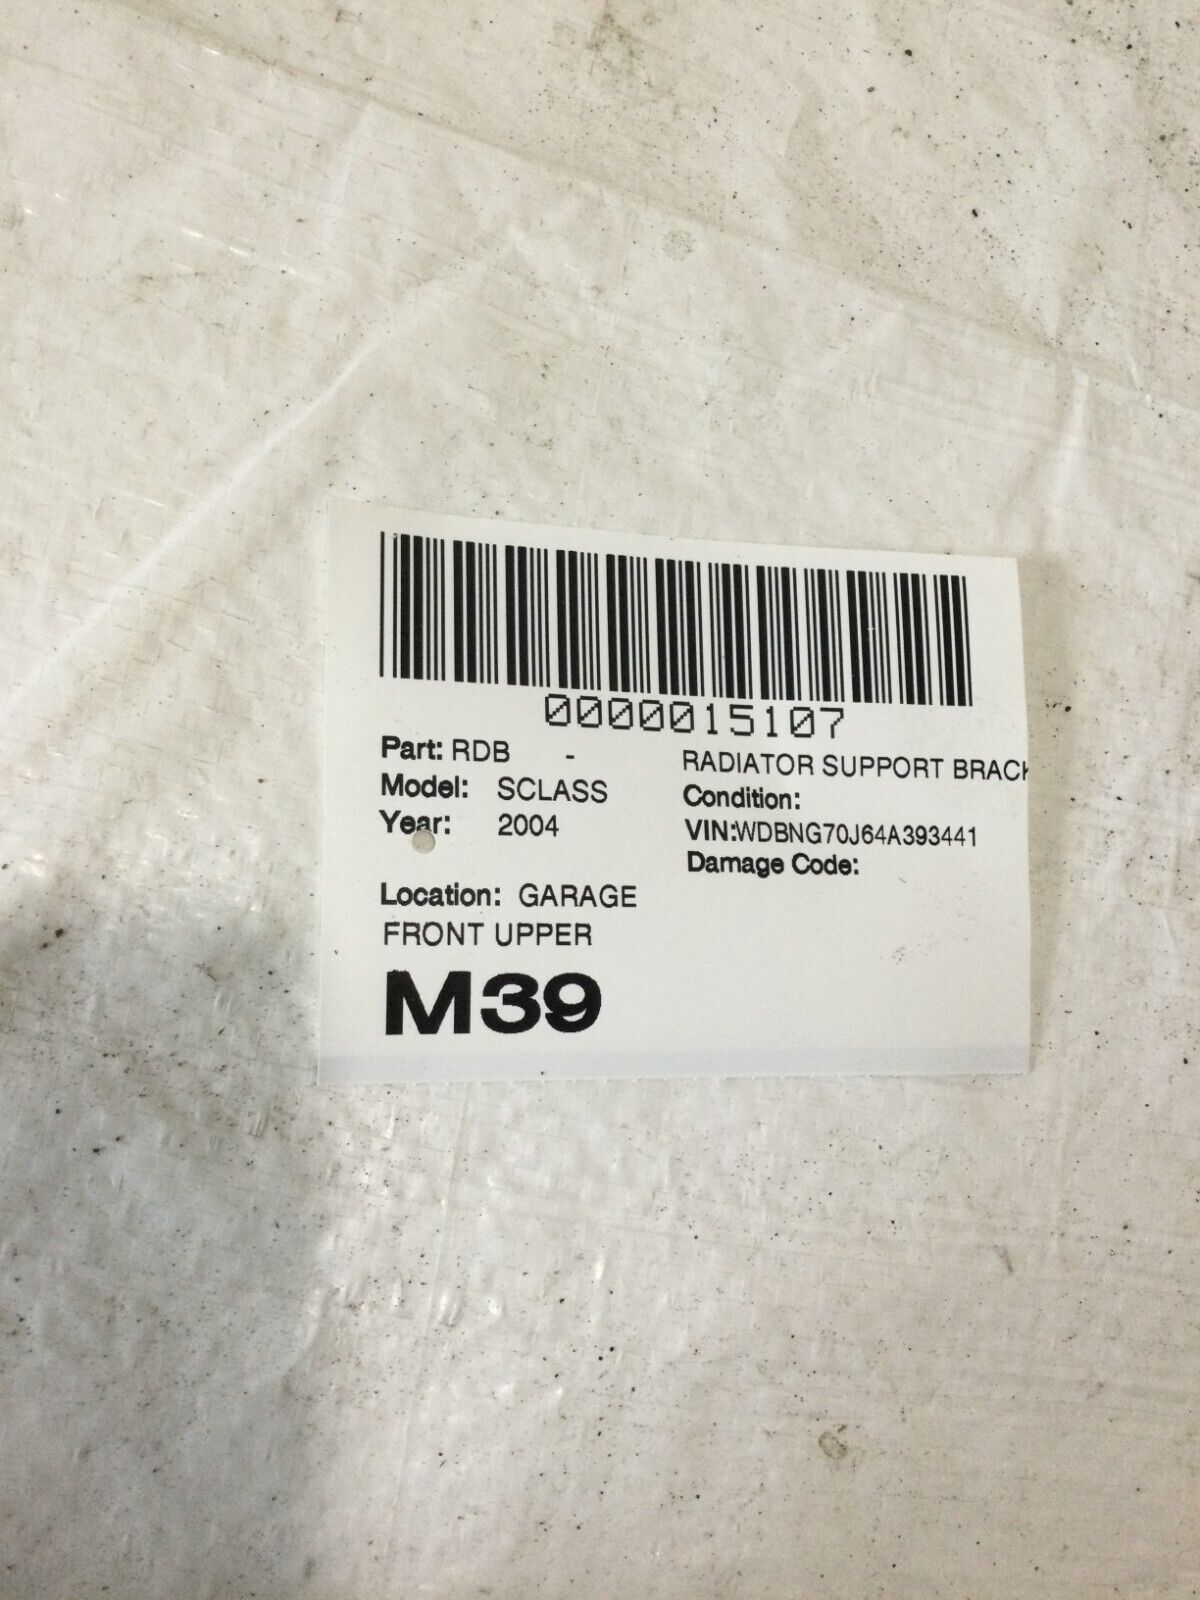 0000015107
Part: RDB - RADIATOR SUPPORT BRACK
Model: SCLASS Condition:
Year: 2004 VIN:WDBNG70J64A393441
Damage Code:
Location: GARAGE
FRONT UPPER
M39